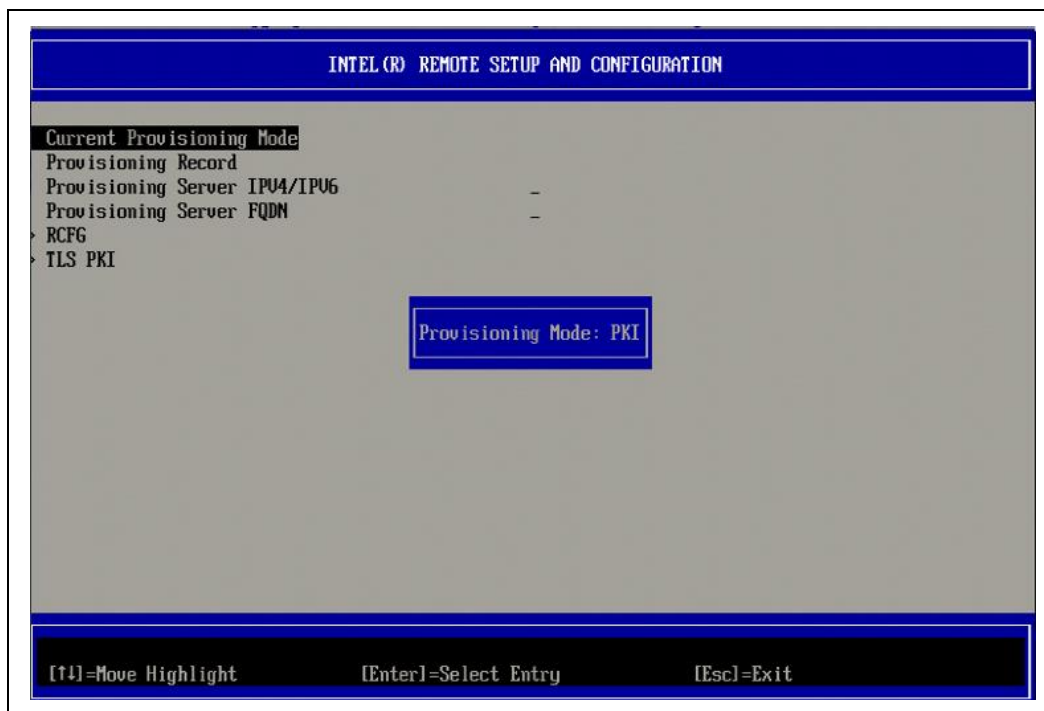 INTEL(R) REMOTE SETUP AND CONFIGURATION
Current Provisioning Mode
Provisioning Record
Provisioning Server IPV4/IPV6 _
Provisioning Server FQDN _
> RCFG
> TLS PKI
Provisioning Mode: PKI
[↑↓]=Move Highlight [Enter]=Select Entry [Esc]=Exit